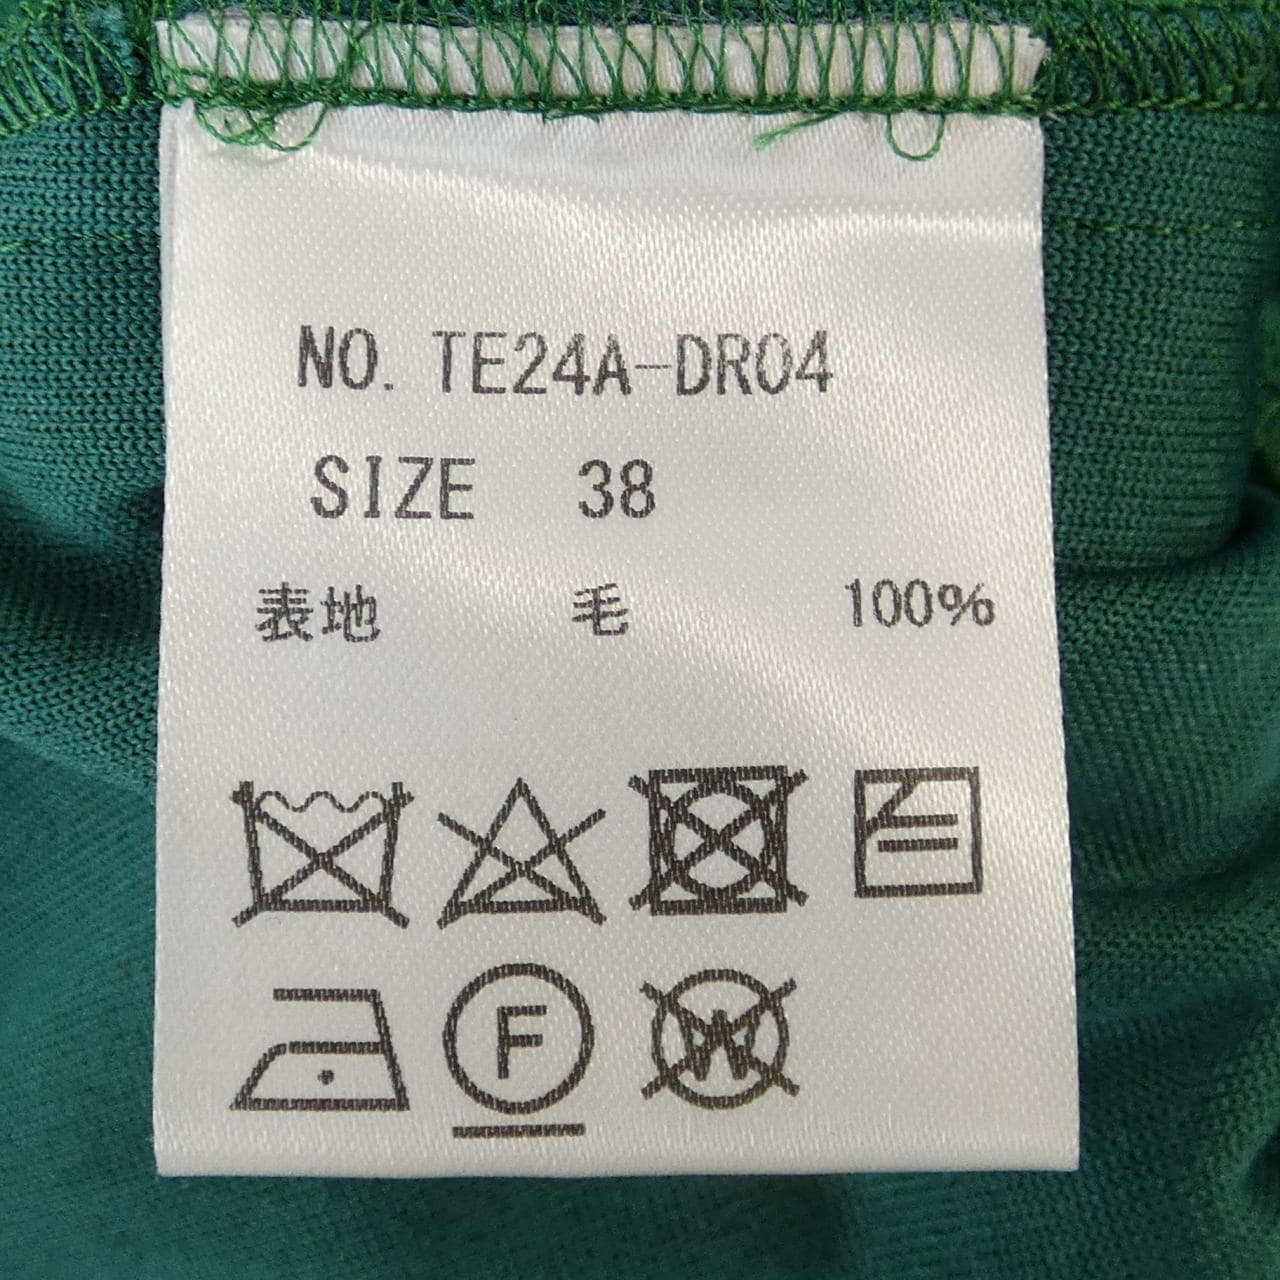 NO. TE24A-DR04
SIZE 38
表地 毛 100%
F W